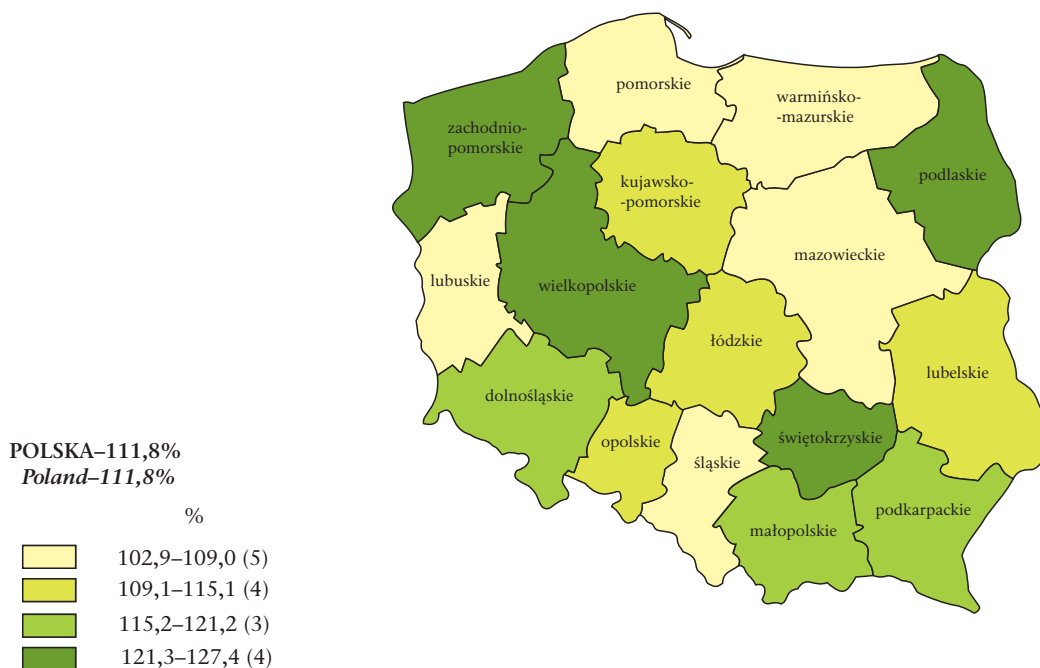 pomorskie
warmińsko-
-mazurskie
zachodnio-
pomorskie
podlaskie
kujawsko-
-pomorskie
mazowieckie
lubuskie
wielkopolskie
łódzkie
lubelskie
dolnośląskie
opolskie
świętokrzyskie
śląskie
podkarpackie
małopolskie
POLSKA–111,8%
Poland–111,8%
%
102,9–109,0 (5)
109,1–115,1 (4)
115,2–121,2 (3)
121,3–127,4 (4)